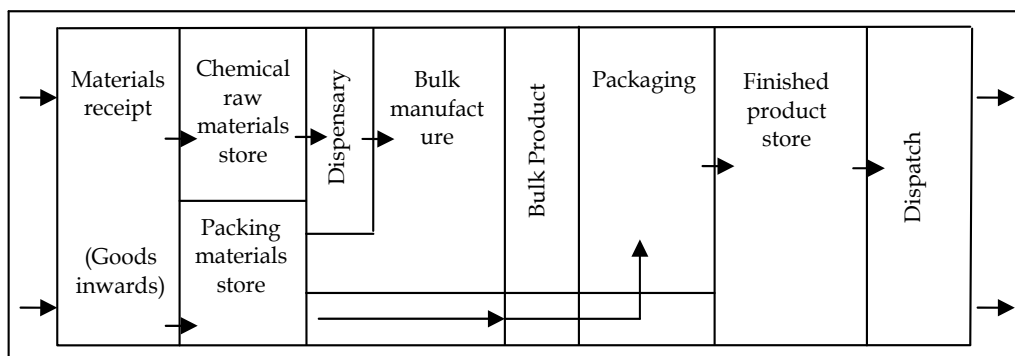 Materials
receipt
(Goods
inwards)
Chemical
raw
materials
store
Packing
materials
store
Dispensary
Bulk
manufact
ure
Bulk Product
Packaging
Finished
product
store
Dispatch